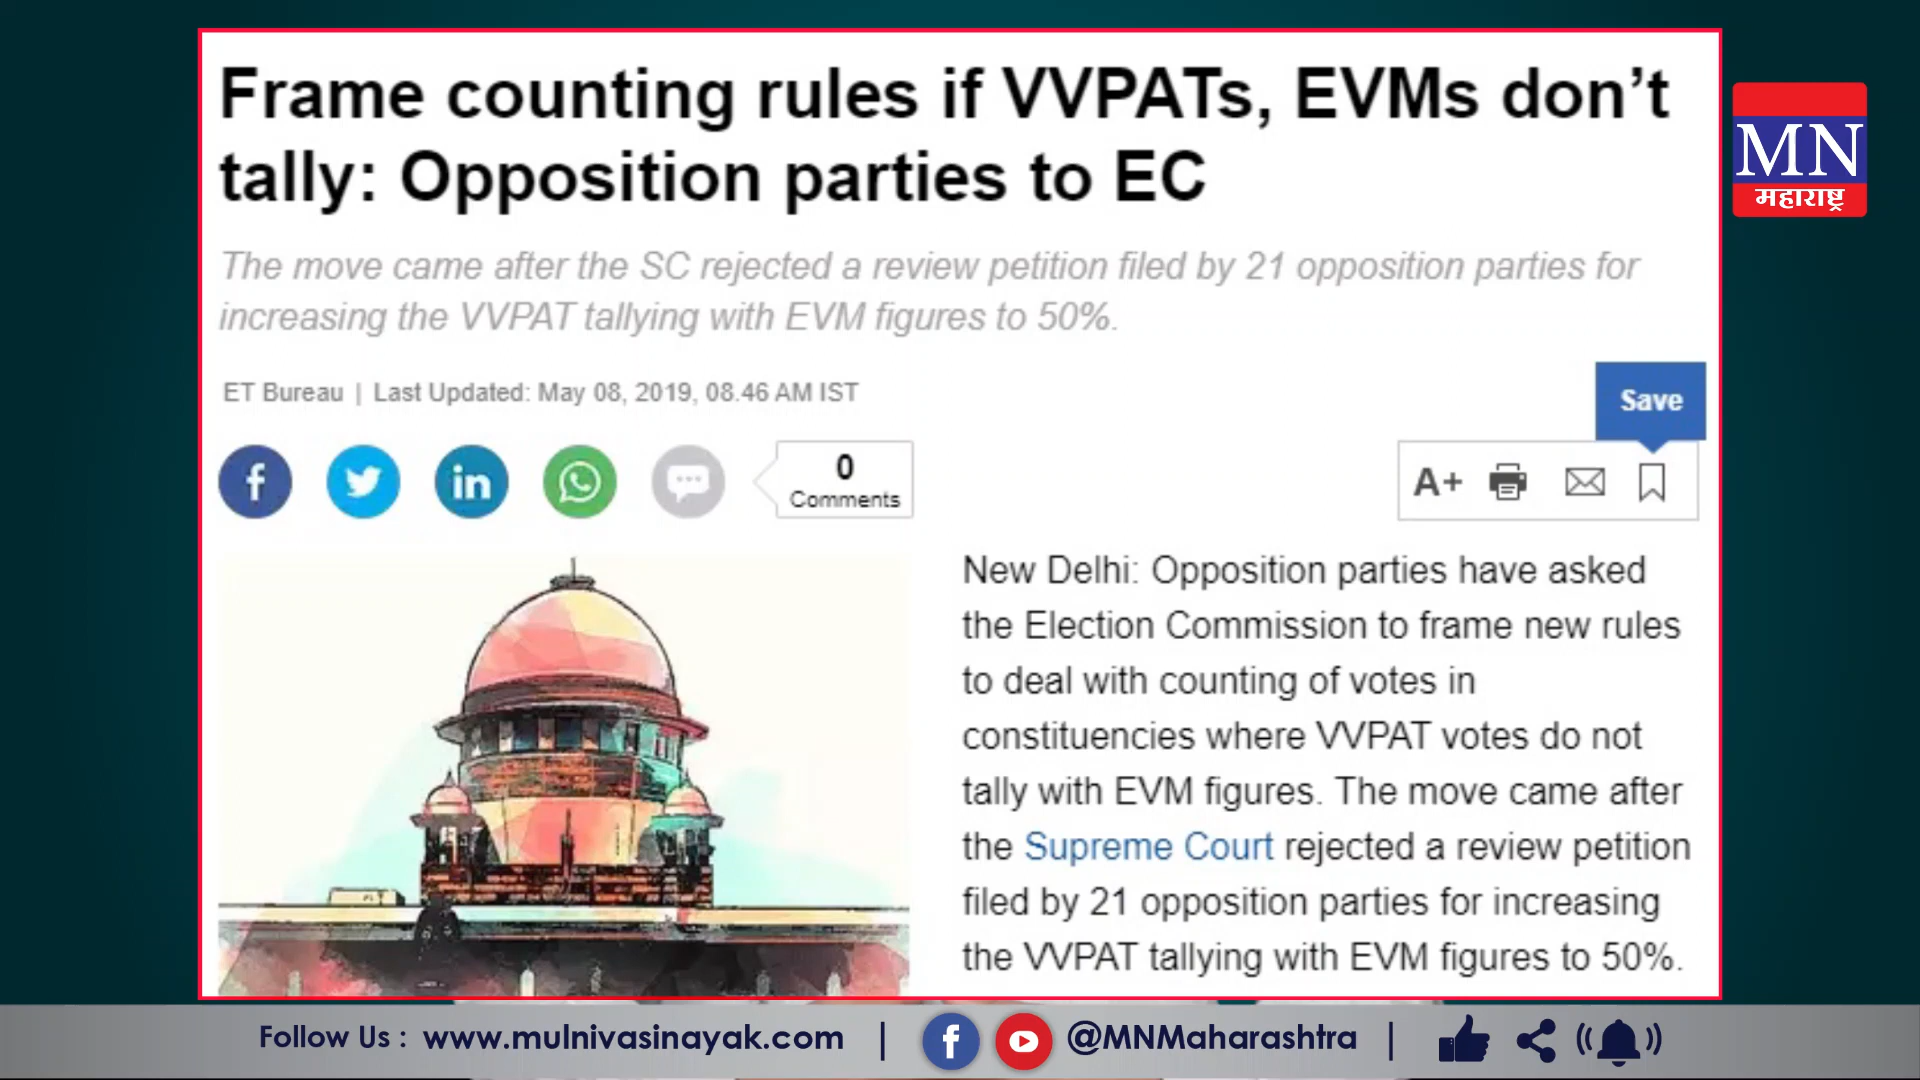 Frame counting rules if VVPATs, EVMs don’t
tally: Opposition parties to EC
MN
महाराष्ट्र
The move came after the SC rejected a review petition filed by 21 opposition parties for
increasing the VVPAT tallying with EVM figures to 50%.
ET Bureau | Last Updated: May 08, 2019, 08.46 AM IST
Save
0
Comments
A+
New Delhi: Opposition parties have asked
the Election Commission to frame new rules
to deal with counting of votes in
constituencies where VVPAT votes do not
tally with EVM figures. The move came after
the Supreme Court rejected a review petition
filed by 21 opposition parties for increasing
the VVPAT tallying with EVM figures to 50%.
Follow Us : www.mulnivasinayak.com | @MNMaharashtra |